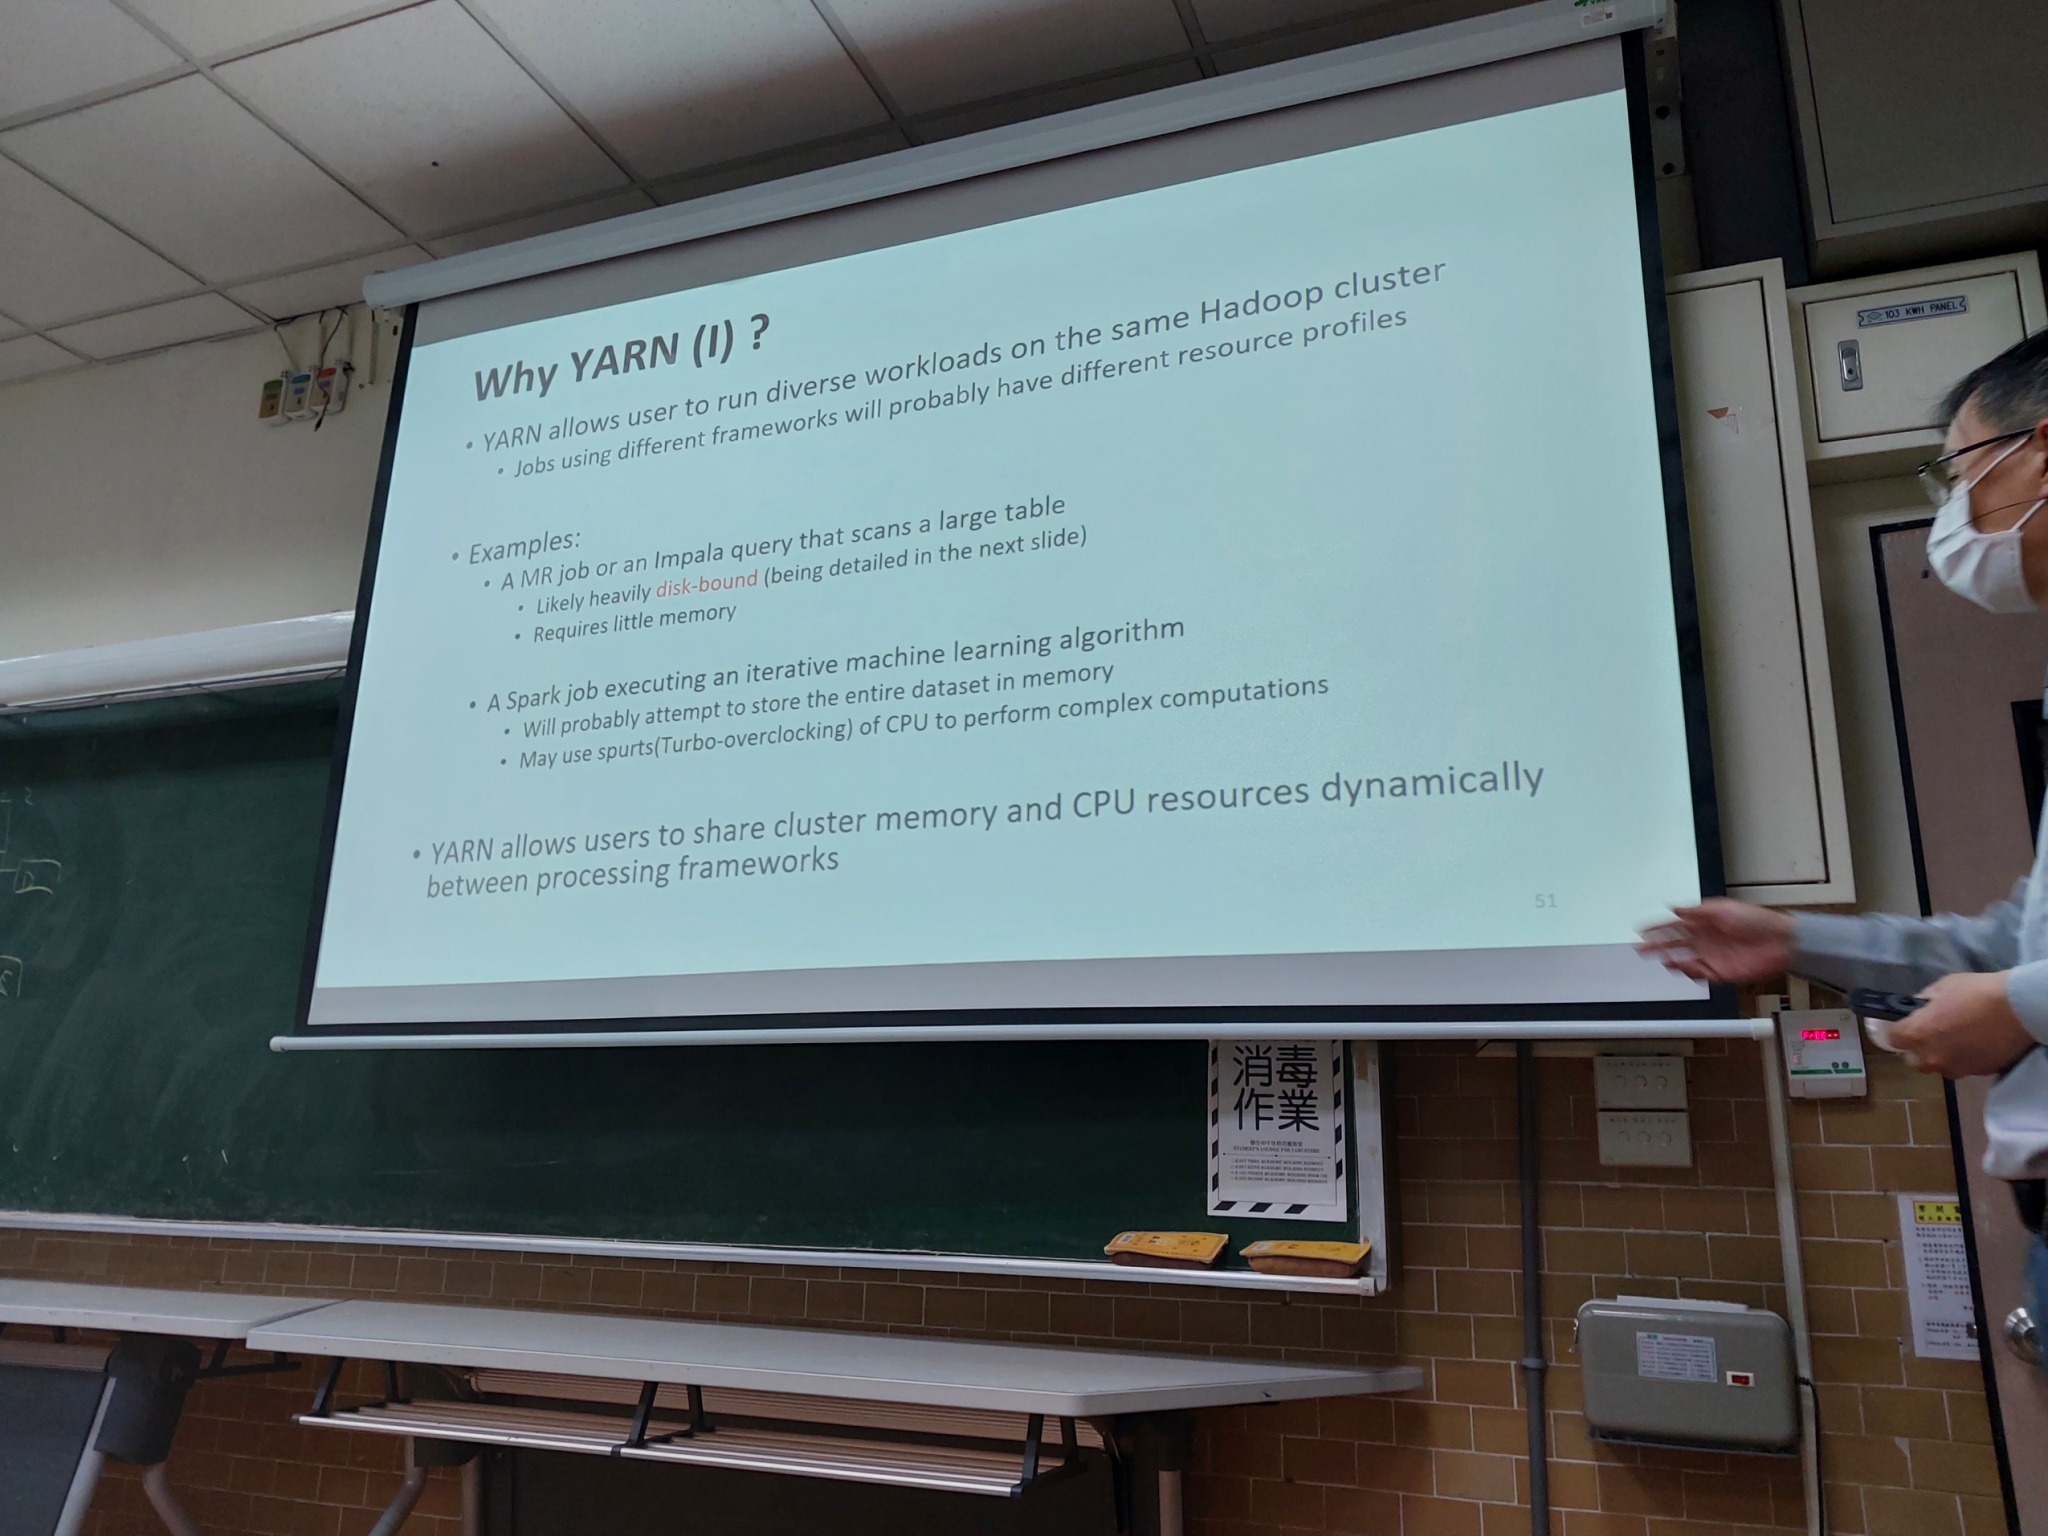 Why YARN (I) ?
• YARN allows user to run diverse workloads on the same Hadoop cluster
• Jobs using different frameworks will probably have different resource profiles
• Examples:
• A MR job or an Impala query that scans a large table
• Likely heavily disk-bound (being detailed in the next slide)
• Requires little memory
• A Spark job executing an iterative machine learning algorithm
• Will probably attempt to store the entire dataset in memory
• May use spurts(Turbo-overclocking) of CPU to perform complex computations
• YARN allows users to share cluster memory and CPU resources dynamically
between processing frameworks
51
103 KWH PANEL
消毒
作業
STUDENT'S LOUNGE FOR LUNCHTIME